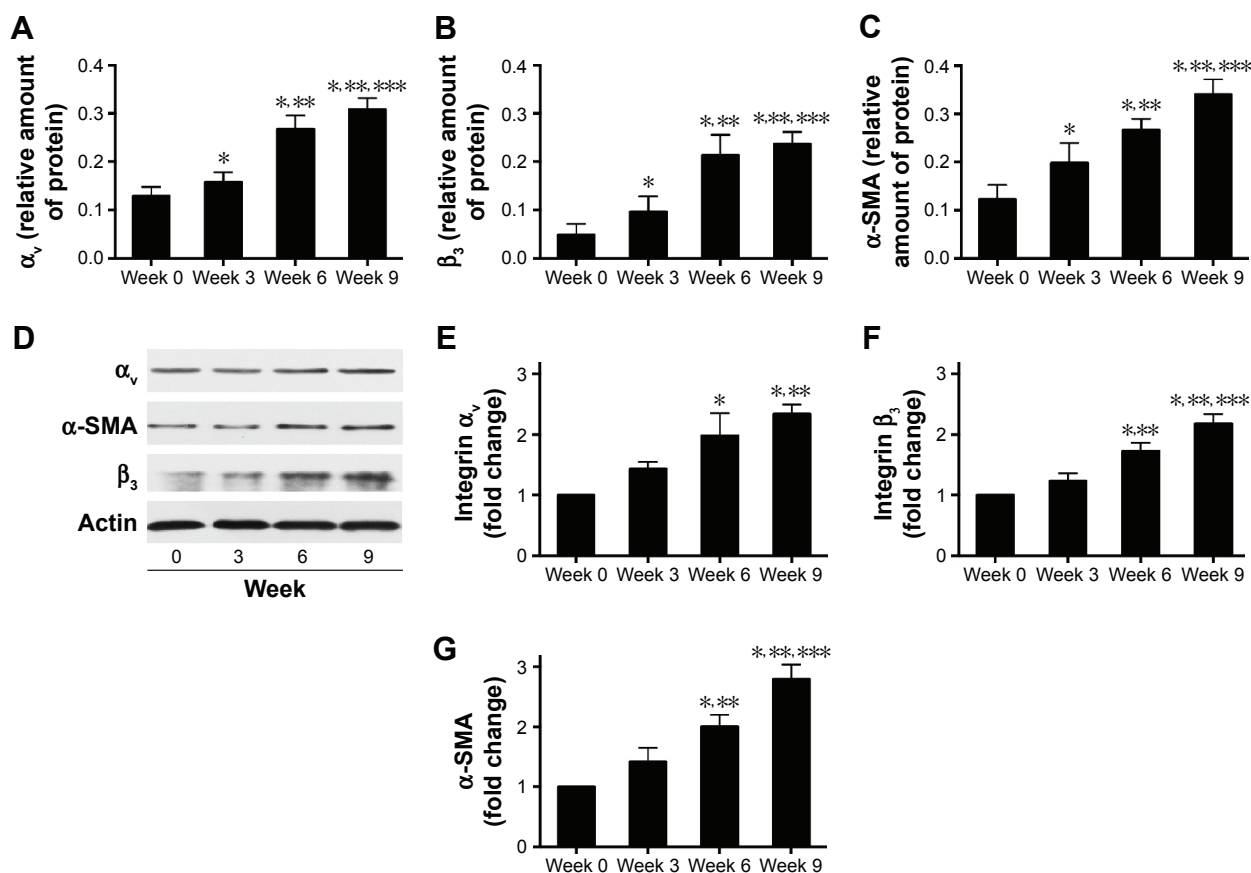 A
αᵥ (relative amount
of protein)
0.4
0.3
0.2
0.1
0.0
*
*,**
*,**,***
Week 0 Week 3 Week 6 Week 9
B
β₃ (relative amount
of protein)
0.4
0.3
0.2
0.1
0.0
*
*,**
*,**,***
Week 0 Week 3 Week 6 Week 9
C
α-SMA (relative
amount of protein)
0.4
0.3
0.2
0.1
0.0
*
*,**
*,**,***
Week 0 Week 3 Week 6 Week 9
D
αᵥ
α-SMA
β₃
Actin
0 3 6 9
Week
E
Integrin αᵥ
(fold change)
3
2
1
0
*
*,**
Week 0 Week 3 Week 6 Week 9
F
Integrin β₃
(fold change)
3
2
1
0
*,**
*,**,***
Week 0 Week 3 Week 6 Week 9
G
α-SMA
(fold change)
3
2
1
0
*,**
*,**,***
Week 0 Week 3 Week 6 Week 9